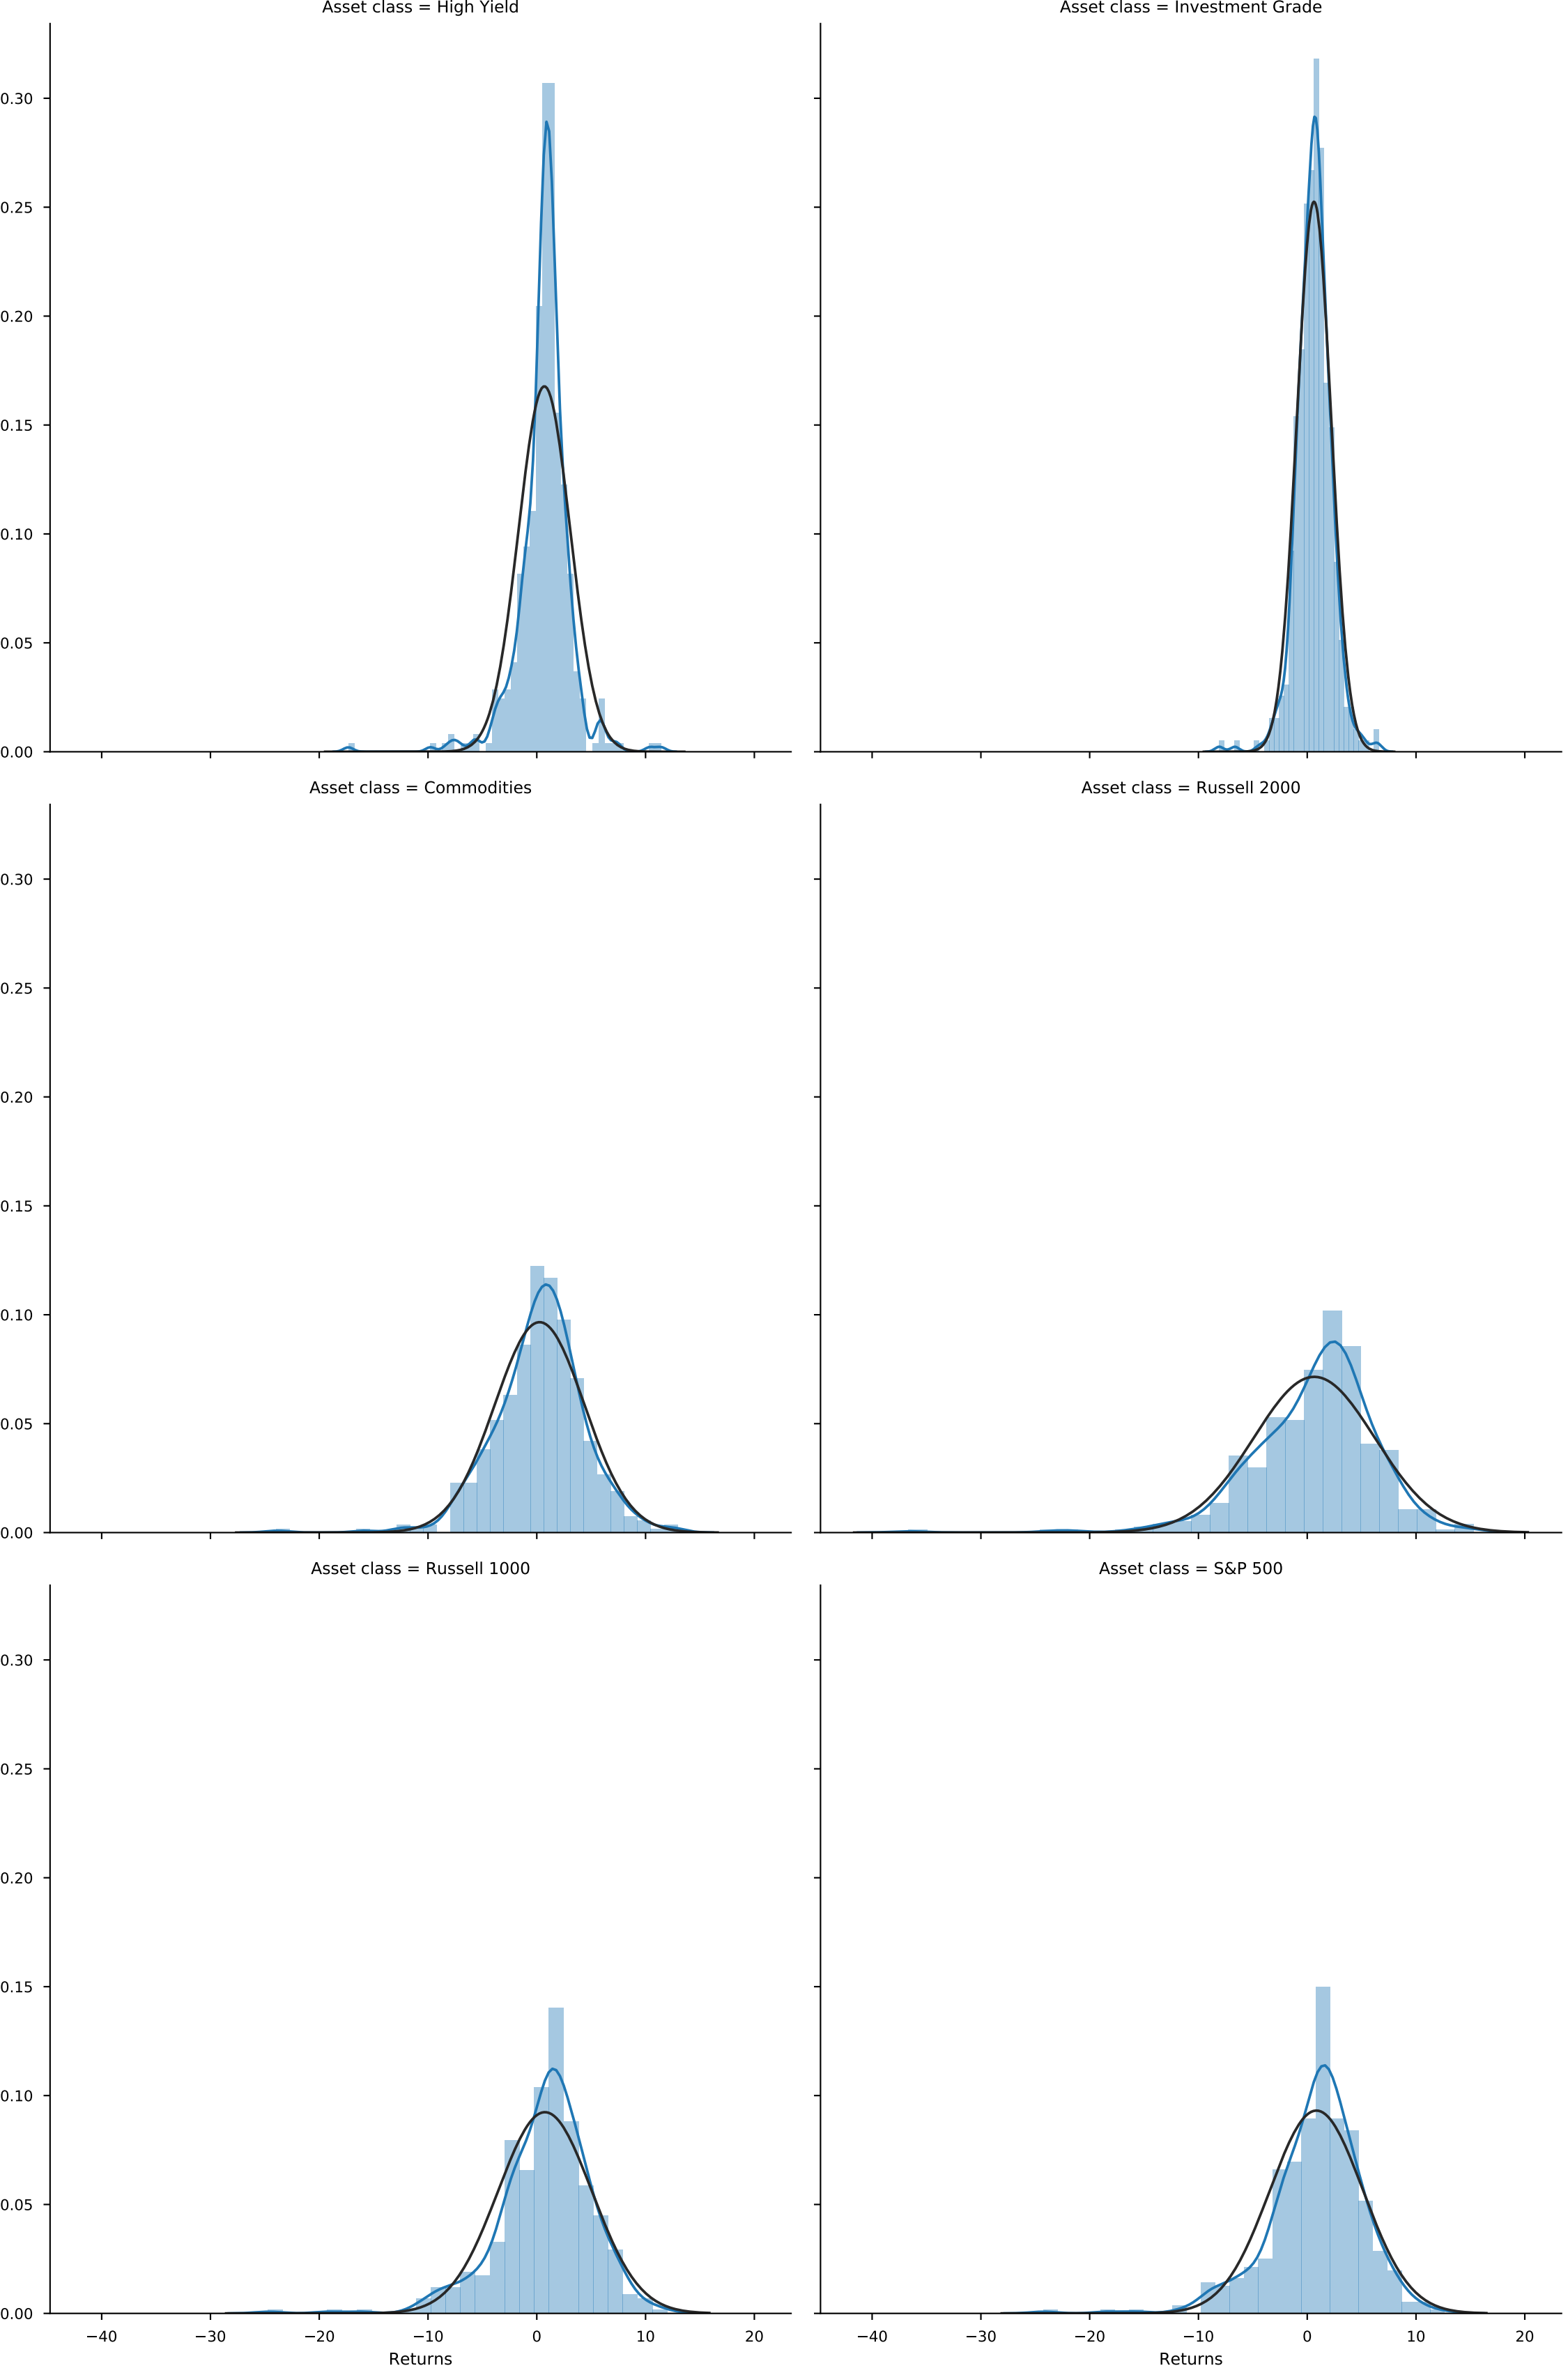 Asset class = High Yield
Asset class = Investment Grade
0.30
0.25
0.20
0.15
0.10
0.05
0.00
Asset class = Commodities
Asset class = Russell 2000
0.30
0.25
0.20
0.15
0.10
0.05
0.00
Asset class = Russell 1000
Asset class = S&P 500
0.30
0.25
0.20
0.15
0.10
0.05
0.00
−40 −30 −20 −10 0 10 20
−40 −30 −20 −10 0 10 20
Returns
Returns